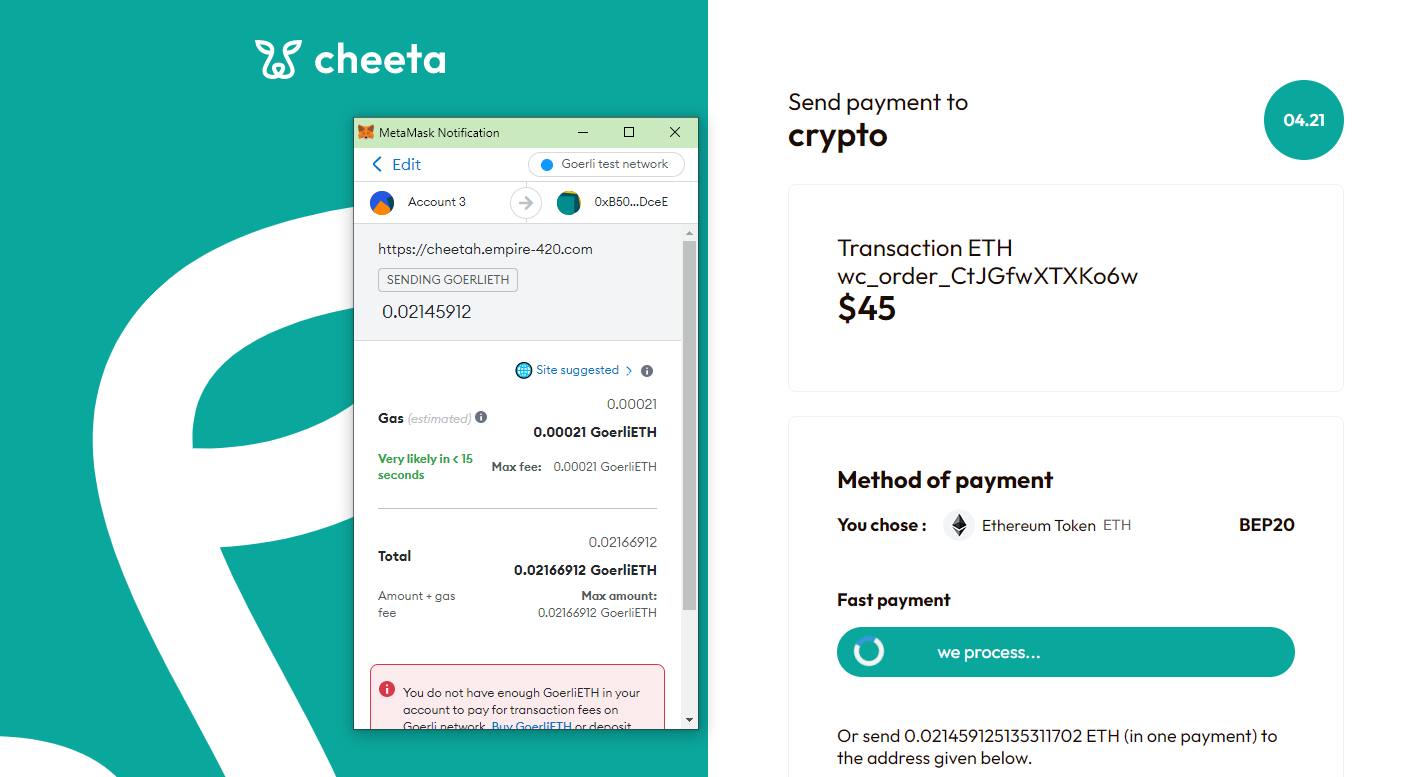 cheeta
MetaMask Notification
Edit
Goerli test network
Account 3
0xB50...DceE
https://cheetah.empire-420.com
SENDING GOERLIETH
0.02145912
Site suggested
0.00021
Gas (estimated)
0.00021 GoerliETH
Very likely in < 15
seconds
Max fee: 0.00021 GoerliETH
0.02166912
Total
0.02166912 GoerliETH
Amount + gas
fee
Max amount:
0.02166912 GoerliETH
You do not have enough GoerliETH in your
account to pay for transaction fees on
Goerli network. Buy GoerliETH or deposit
Send payment to
crypto
04.21
Transaction ETH
wc_order_CtJGfwXTXKo6w
$45
Method of payment
You chose : Ethereum Token ETH BEP20
Fast payment
we process...
Or send 0.021459125135311702 ETH (in one payment) to
the address given below.